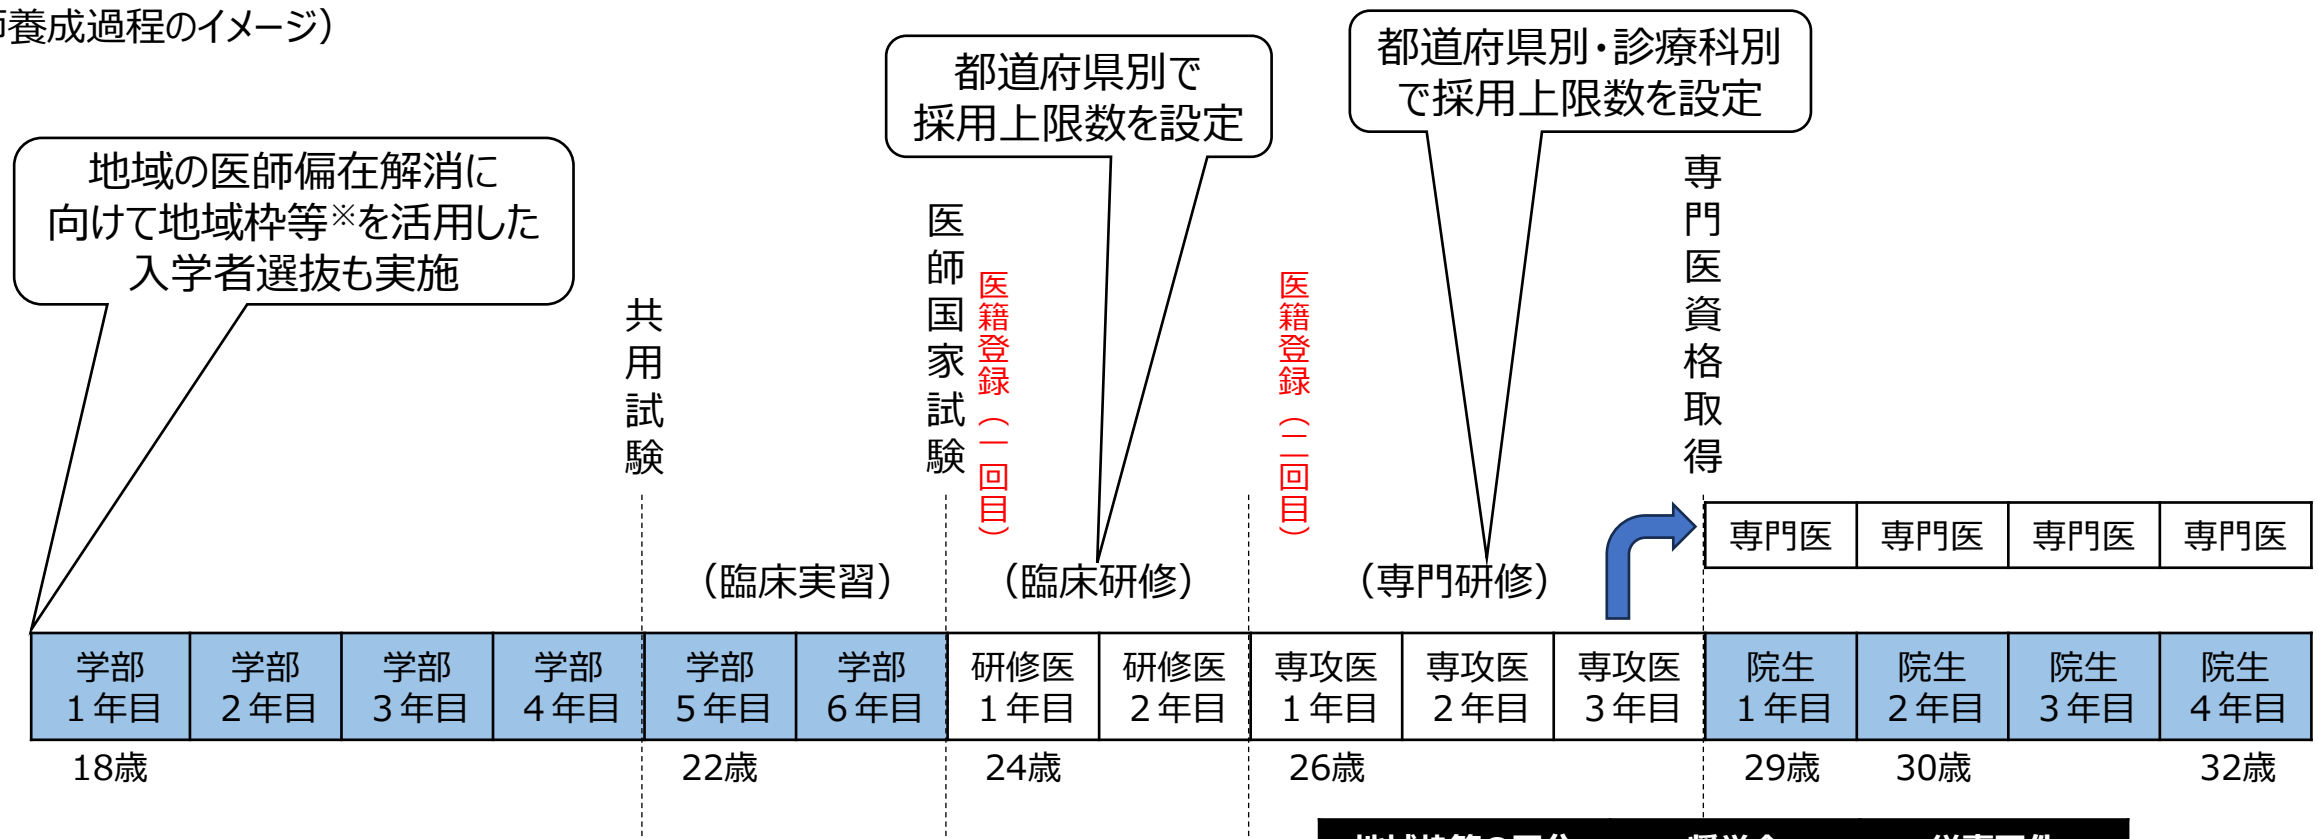 師養成過程のイメージ）
地域の医師偏在解消に
向けて地域枠等※を活用した
入学者選抜も実施
都道府県別で
採用上限数を設定
都道府県別・診療科別
で採用上限数を設定
共用試験
医師国家試験
医籍登録（一回目）
医籍登録（二回目）
専門医資格取得
（臨床実習）
（臨床研修）
（専門研修）
専門医 専門医 専門医 専門医
学部 学部 学部 学部 学部 学部 研修医 研修医 専攻医 専攻医 専攻医 院生 院生 院生 院生
１年目 ２年目 ３年目 ４年目 ５年目 ６年目 １年目 ２年目 １年目 ２年目 ３年目 １年目 ２年目 ３年目 ４年目
18歳 22歳 24歳 26歳 29歳 30歳 32歳